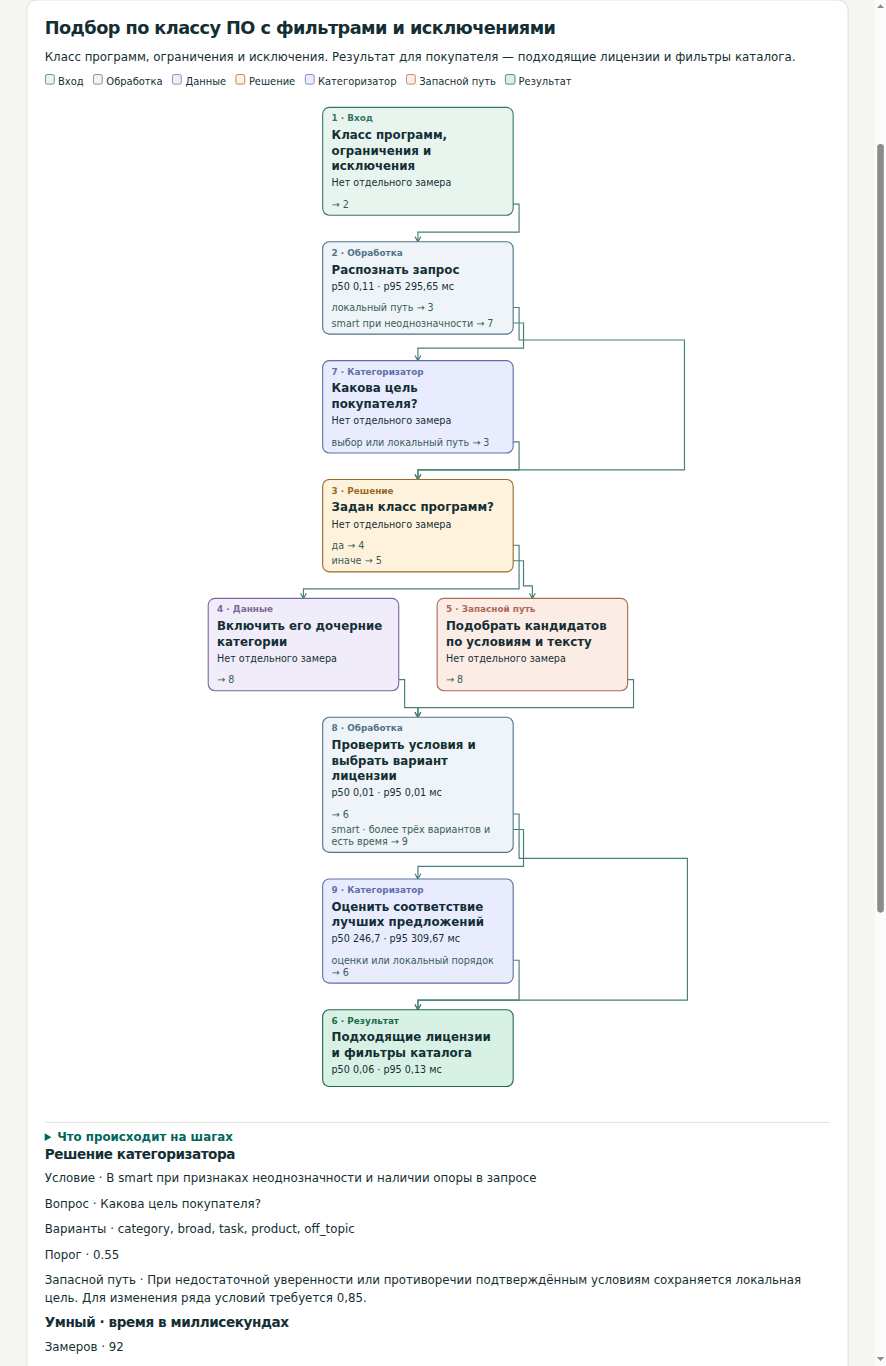 Подбор по классу ПО с фильтрами и исключениями
Класс программ, ограничения и исключения. Результат для покупателя — подходящие лицензии и фильтры каталога.
Вход Обработка Данные Решение Категоризатор Запасной путь Результат
1 · Вход
Класс программ,
ограничения и
исключения
Нет отдельного замера
→ 2
2 · Обработка
Распознать запрос
p50 0,11 · p95 295,65 мс
локальный путь → 3
smart при неоднозначности → 7
7 · Категоризатор
Какова цель
покупателя?
Нет отдельного замера
выбор или локальный путь → 3
3 · Решение
Задан класс программ?
Нет отдельного замера
да → 4
иначе → 5
4 · Данные
Включить его дочерние
категории
Нет отдельного замера
→ 8
5 · Запасной путь
Подобрать кандидатов
по условиям и тексту
Нет отдельного замера
→ 8
8 · Обработка
Проверить условия и
выбрать вариант
лицензии
p50 0,01 · p95 0,01 мс
→ 6
smart · более трёх вариантов и
есть время → 9
9 · Категоризатор
Оценить соответствие
лучших предложений
p50 246,7 · p95 309,67 мс
оценки или локальный порядок
→ 6
6 · Результат
Подходящие лицензии
и фильтры каталога
p50 0,06 · p95 0,13 мс
Что происходит на шагах
Решение категоризатора
Условие · В smart при признаках неоднозначности и наличии опоры в запросе
Вопрос · Какова цель покупателя?
Варианты · category, broad, task, product, off_topic
Порог · 0.55
Запасной путь · При недостаточной уверенности или противоречии подтверждённым условиям сохраняется локальная
цель. Для изменения ряда условий требуется 0,85.
Умный · время в миллисекундах
Замеров · 92